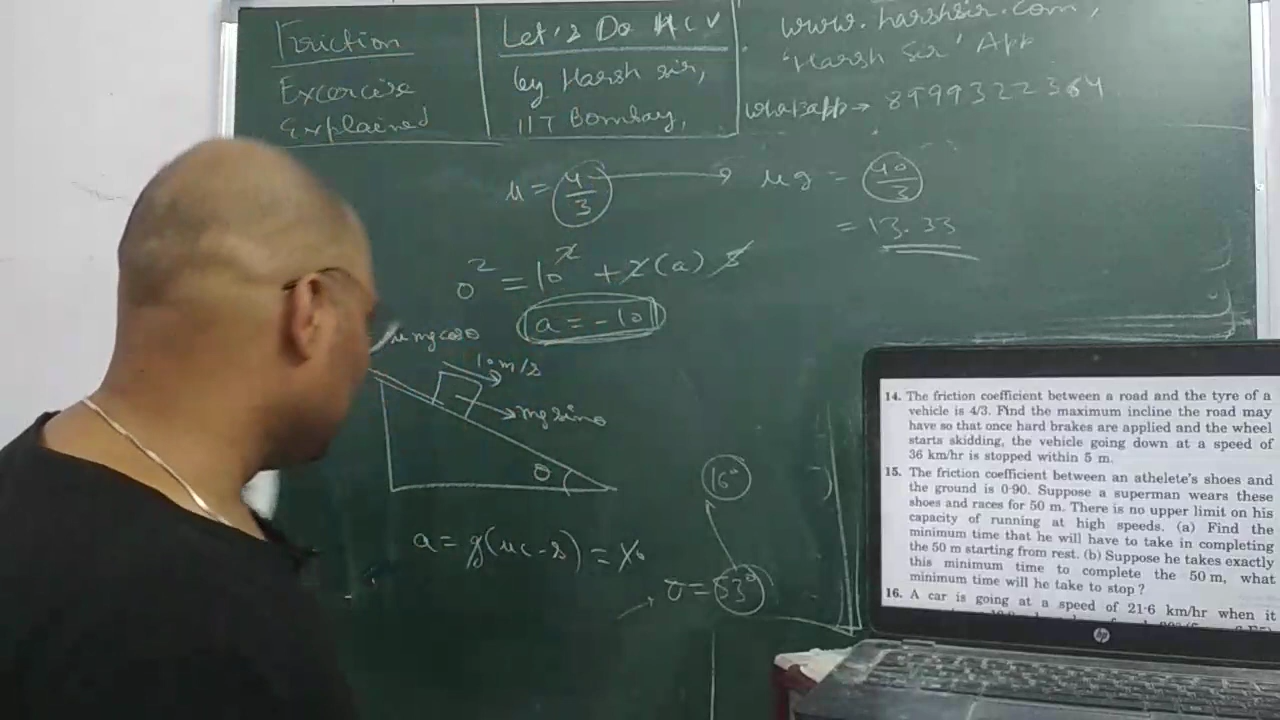 Friction
Excercise
Explained
Let's Do HCV
by Harsh sir,
IIT Bombay,
www.harshsir.com,
'Harsh Sir' App
whatsapp → 8999322364
μ = 4/3 → μg = 40/3
= 13.33
0² = 10² + 2(a) 5
a = -10
μmgcosθ
10 m/s
mgsinθ
θ
16°
a = g(μc - s) = 10
θ = 53°
14. The friction coefficient between a road and the tyre of a
vehicle is 4/3. Find the maximum incline the road may
have so that once hard brakes are applied and the wheel
starts skidding, the vehicle going down at a speed of
36 km/hr is stopped within 5 m.
15. The friction coefficient between an athelete's shoes and
the ground is 0·90. Suppose a superman wears these
shoes and races for 50 m. There is no upper limit on his
capacity of running at high speeds. (a) Find the
minimum time that he will have to take in completing
the 50 m starting from rest. (b) Suppose he takes exactly
this minimum time to complete the 50 m, what
minimum time will he take to stop ?
16. A car is going at a speed of 21·6 km/hr when it
hp